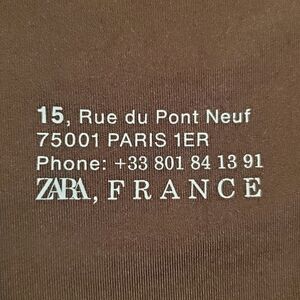 15, Rue du Pont Neuf
75001 PARIS 1ER
Phone: +33 801 84 13 91
ZARA, FRANCE